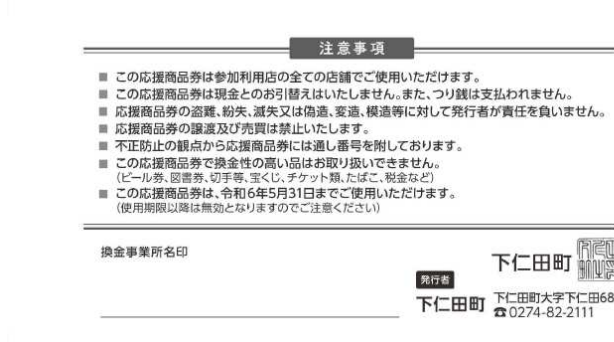 注意事項
■ この応援商品券は参加利用店の全ての店舗でご使用いただけます。
■ この応援商品券は現金とのお引替えはいたしません。また、つり銭は支払われません。
■ 応援商品券の盗難、紛失、滅失又は偽造、変造、模造等に対して発行者が責任を負いません。
■ 応援商品券の譲渡及び売買は禁止いたします。
■ 不正防止の観点から応援商品券には通し番号を附しております。
■ この応援商品券で換金性の高い品はお取り扱いできません。
(ビール券、図書券、切手等、宝くじ、チケット類、たばこ、税金など)
■ この応援商品券は、令和6年5月31日までご使用いただけます。
(使用期限以降は無効となりますのでご注意ください)
換金事業所名印
下仁田町
発行者
下仁田町 下仁田町大字下仁田68
☎0274-82-2111